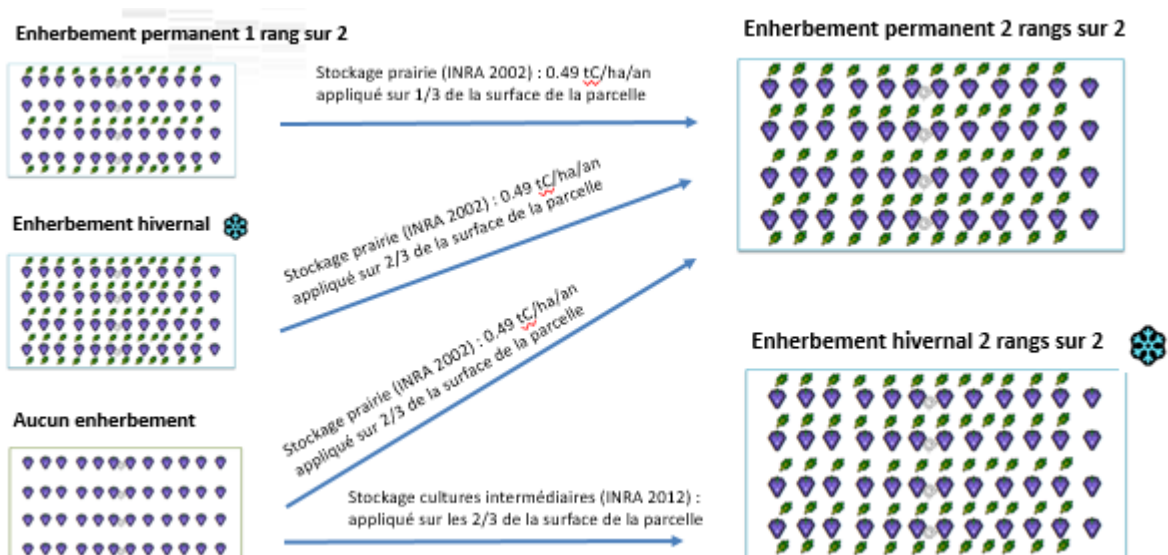 Enherbement permanent 1 rang sur 2
Stockage prairie (INRA 2002) : 0.49 tC/ha/an
appliqué sur 1/3 de la surface de la parcelle
Enherbement permanent 2 rangs sur 2
Enherbement hivernal
Stockage prairie (INRA 2002) : 0.49 tC/ha/an
appliqué sur 2/3 de la surface de la parcelle
Enherbement hivernal 2 rangs sur 2
Aucun enherbement
Stockage prairie (INRA 2002) : 0.49 tC/ha/an
appliqué sur 2/3 de la surface de la parcelle
Stockage cultures intermédiaires (INRA 2012) :
appliqué sur les 2/3 de la surface de la parcelle